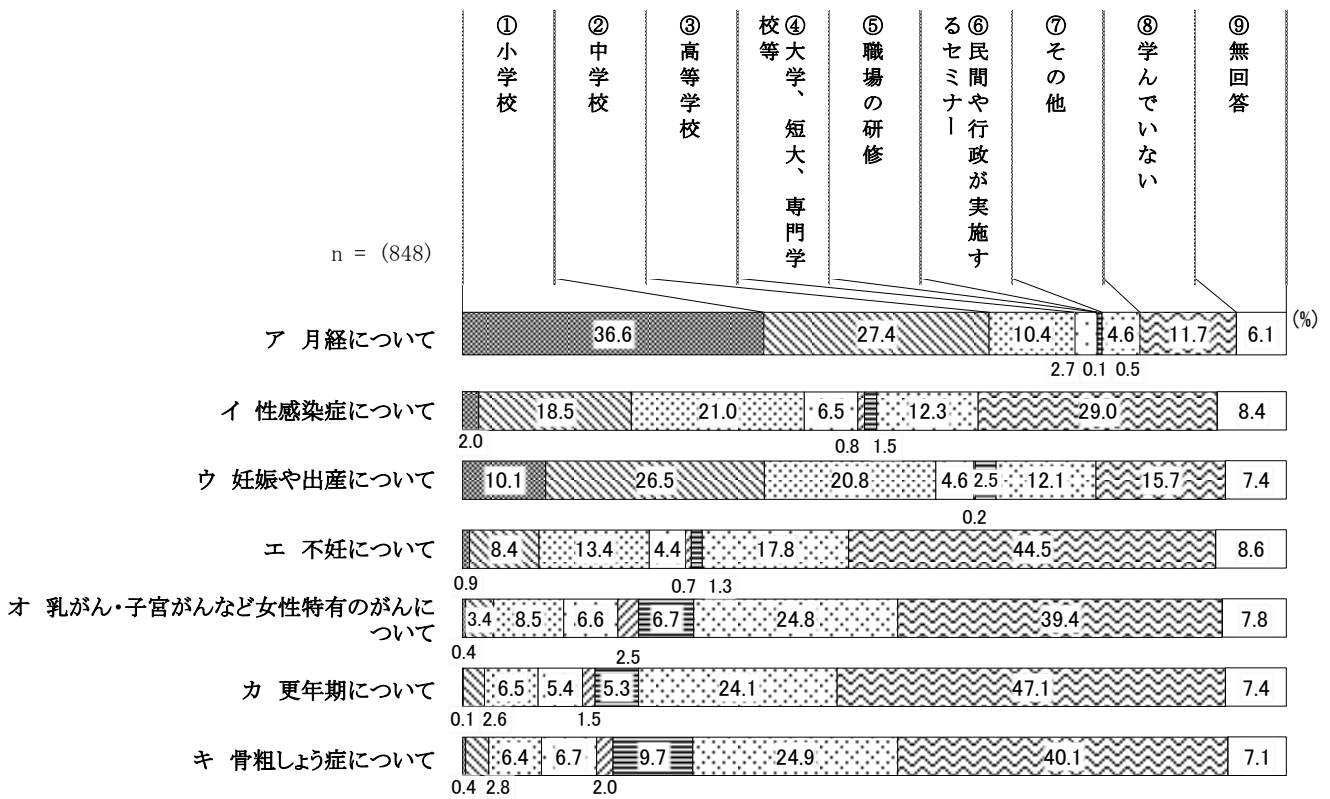 ①小学校
②中学校
③高等学校
④大学、短大、専門学
校等
⑤職場の研修
⑥民間や行政が実施す
るセミナー
⑦その他
⑧学んでいない
⑨無回答
n = (848)
(%)
ア 月経について
36.6 27.4 10.4 4.6 11.7 6.1
2.7 0.1 0.5
イ 性感染症について
18.5 21.0 6.5 12.3 29.0 8.4
2.0 0.8 1.5
ウ 妊娠や出産について
10.1 26.5 20.8 4.6 2.5 12.1 15.7 7.4
0.2
エ 不妊について
8.4 13.4 4.4 17.8 44.5 8.6
0.9 0.7 1.3
オ 乳がん・子宮がんなど女性特有のがんに
ついて
3.4 8.5 6.6 6.7 24.8 39.4 7.8
0.4 2.5
カ 更年期について
6.5 5.4 5.3 24.1 47.1 7.4
0.1 2.6 1.5
キ 骨粗しょう症について
6.4 6.7 9.7 24.9 40.1 7.1
0.4 2.8 2.0